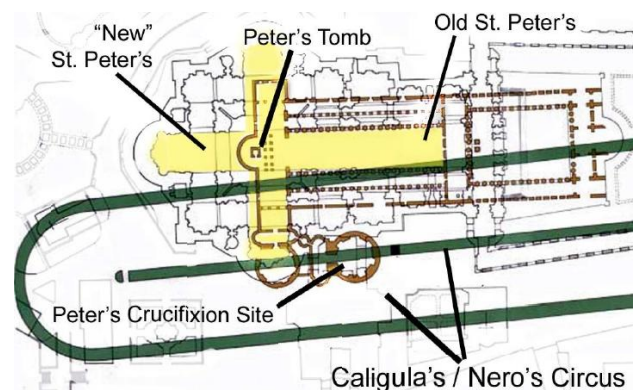 “New”
St. Peter’s
Peter’s Tomb
Old St. Peter’s
Peter’s Crucifixion Site
Caligula’s / Nero’s Circus